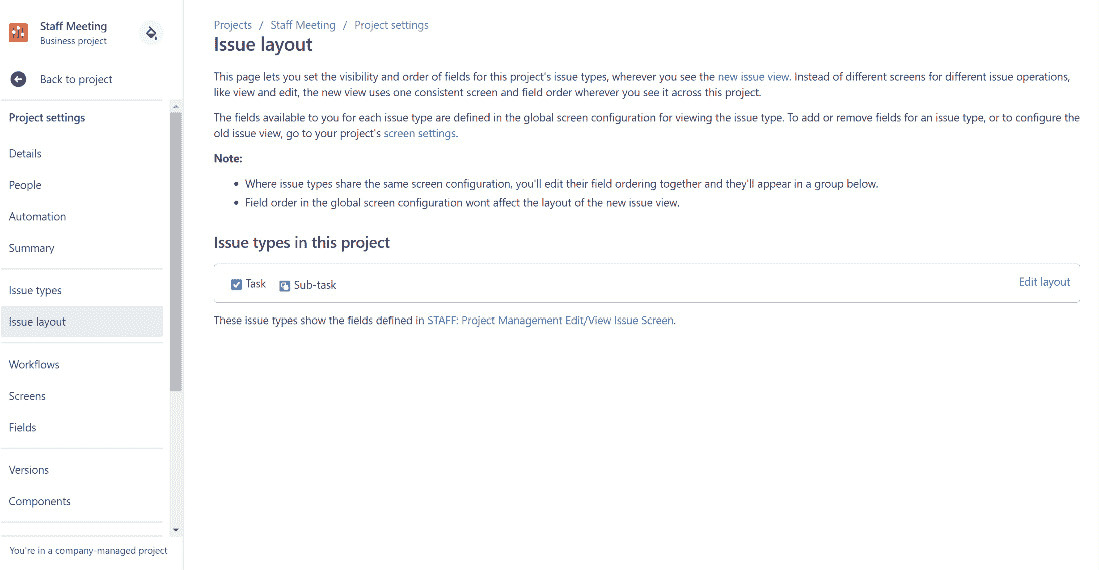 Staff Meeting
Business project
Back to project
Project settings
Details
People
Automation
Summary
Issue types
Issue layout
Workflows
Screens
Fields
Versions
Components
You're in a company-managed project
Projects / Staff Meeting / Project settings
Issue layout
This page lets you set the visibility and order of fields for this project's issue types, wherever you see the new issue view. Instead of different screens for different issue operations,
like view and edit, the new view uses one consistent screen and field order wherever you see it across this project.
The fields available to you for each issue type are defined in the global screen configuration for viewing the issue type. To add or remove fields for an issue type, or to configure the
old issue view, go to your project's screen settings.
Note:
• Where issue types share the same screen configuration, you'll edit their field ordering together and they'll appear in a group below.
• Field order in the global screen configuration wont affect the layout of the new issue view.
Issue types in this project
Task Sub-task Edit layout
These issue types show the fields defined in STAFF: Project Management Edit/View Issue Screen.